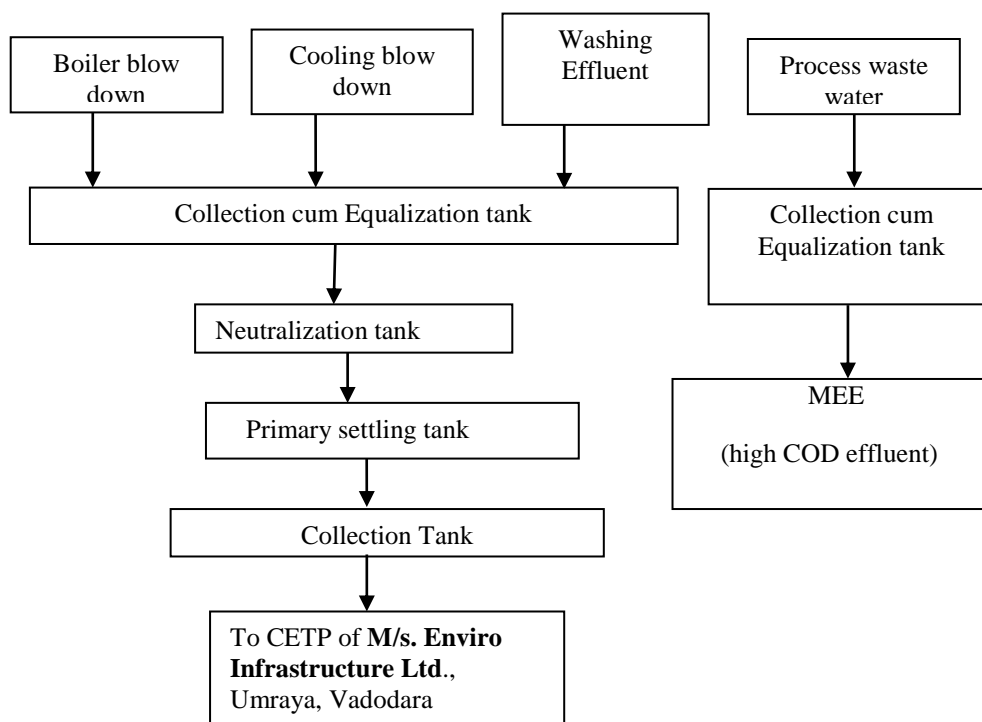 Boiler blow
down
Cooling blow
down
Washing
Effluent
Process waste
water
Collection cum Equalization tank
Collection cum
Equalization tank
Neutralization tank
MEE
(high COD effluent)
Primary settling tank
Collection Tank
To CETP of M/s. Enviro
Infrastructure Ltd.,
Umraya, Vadodara